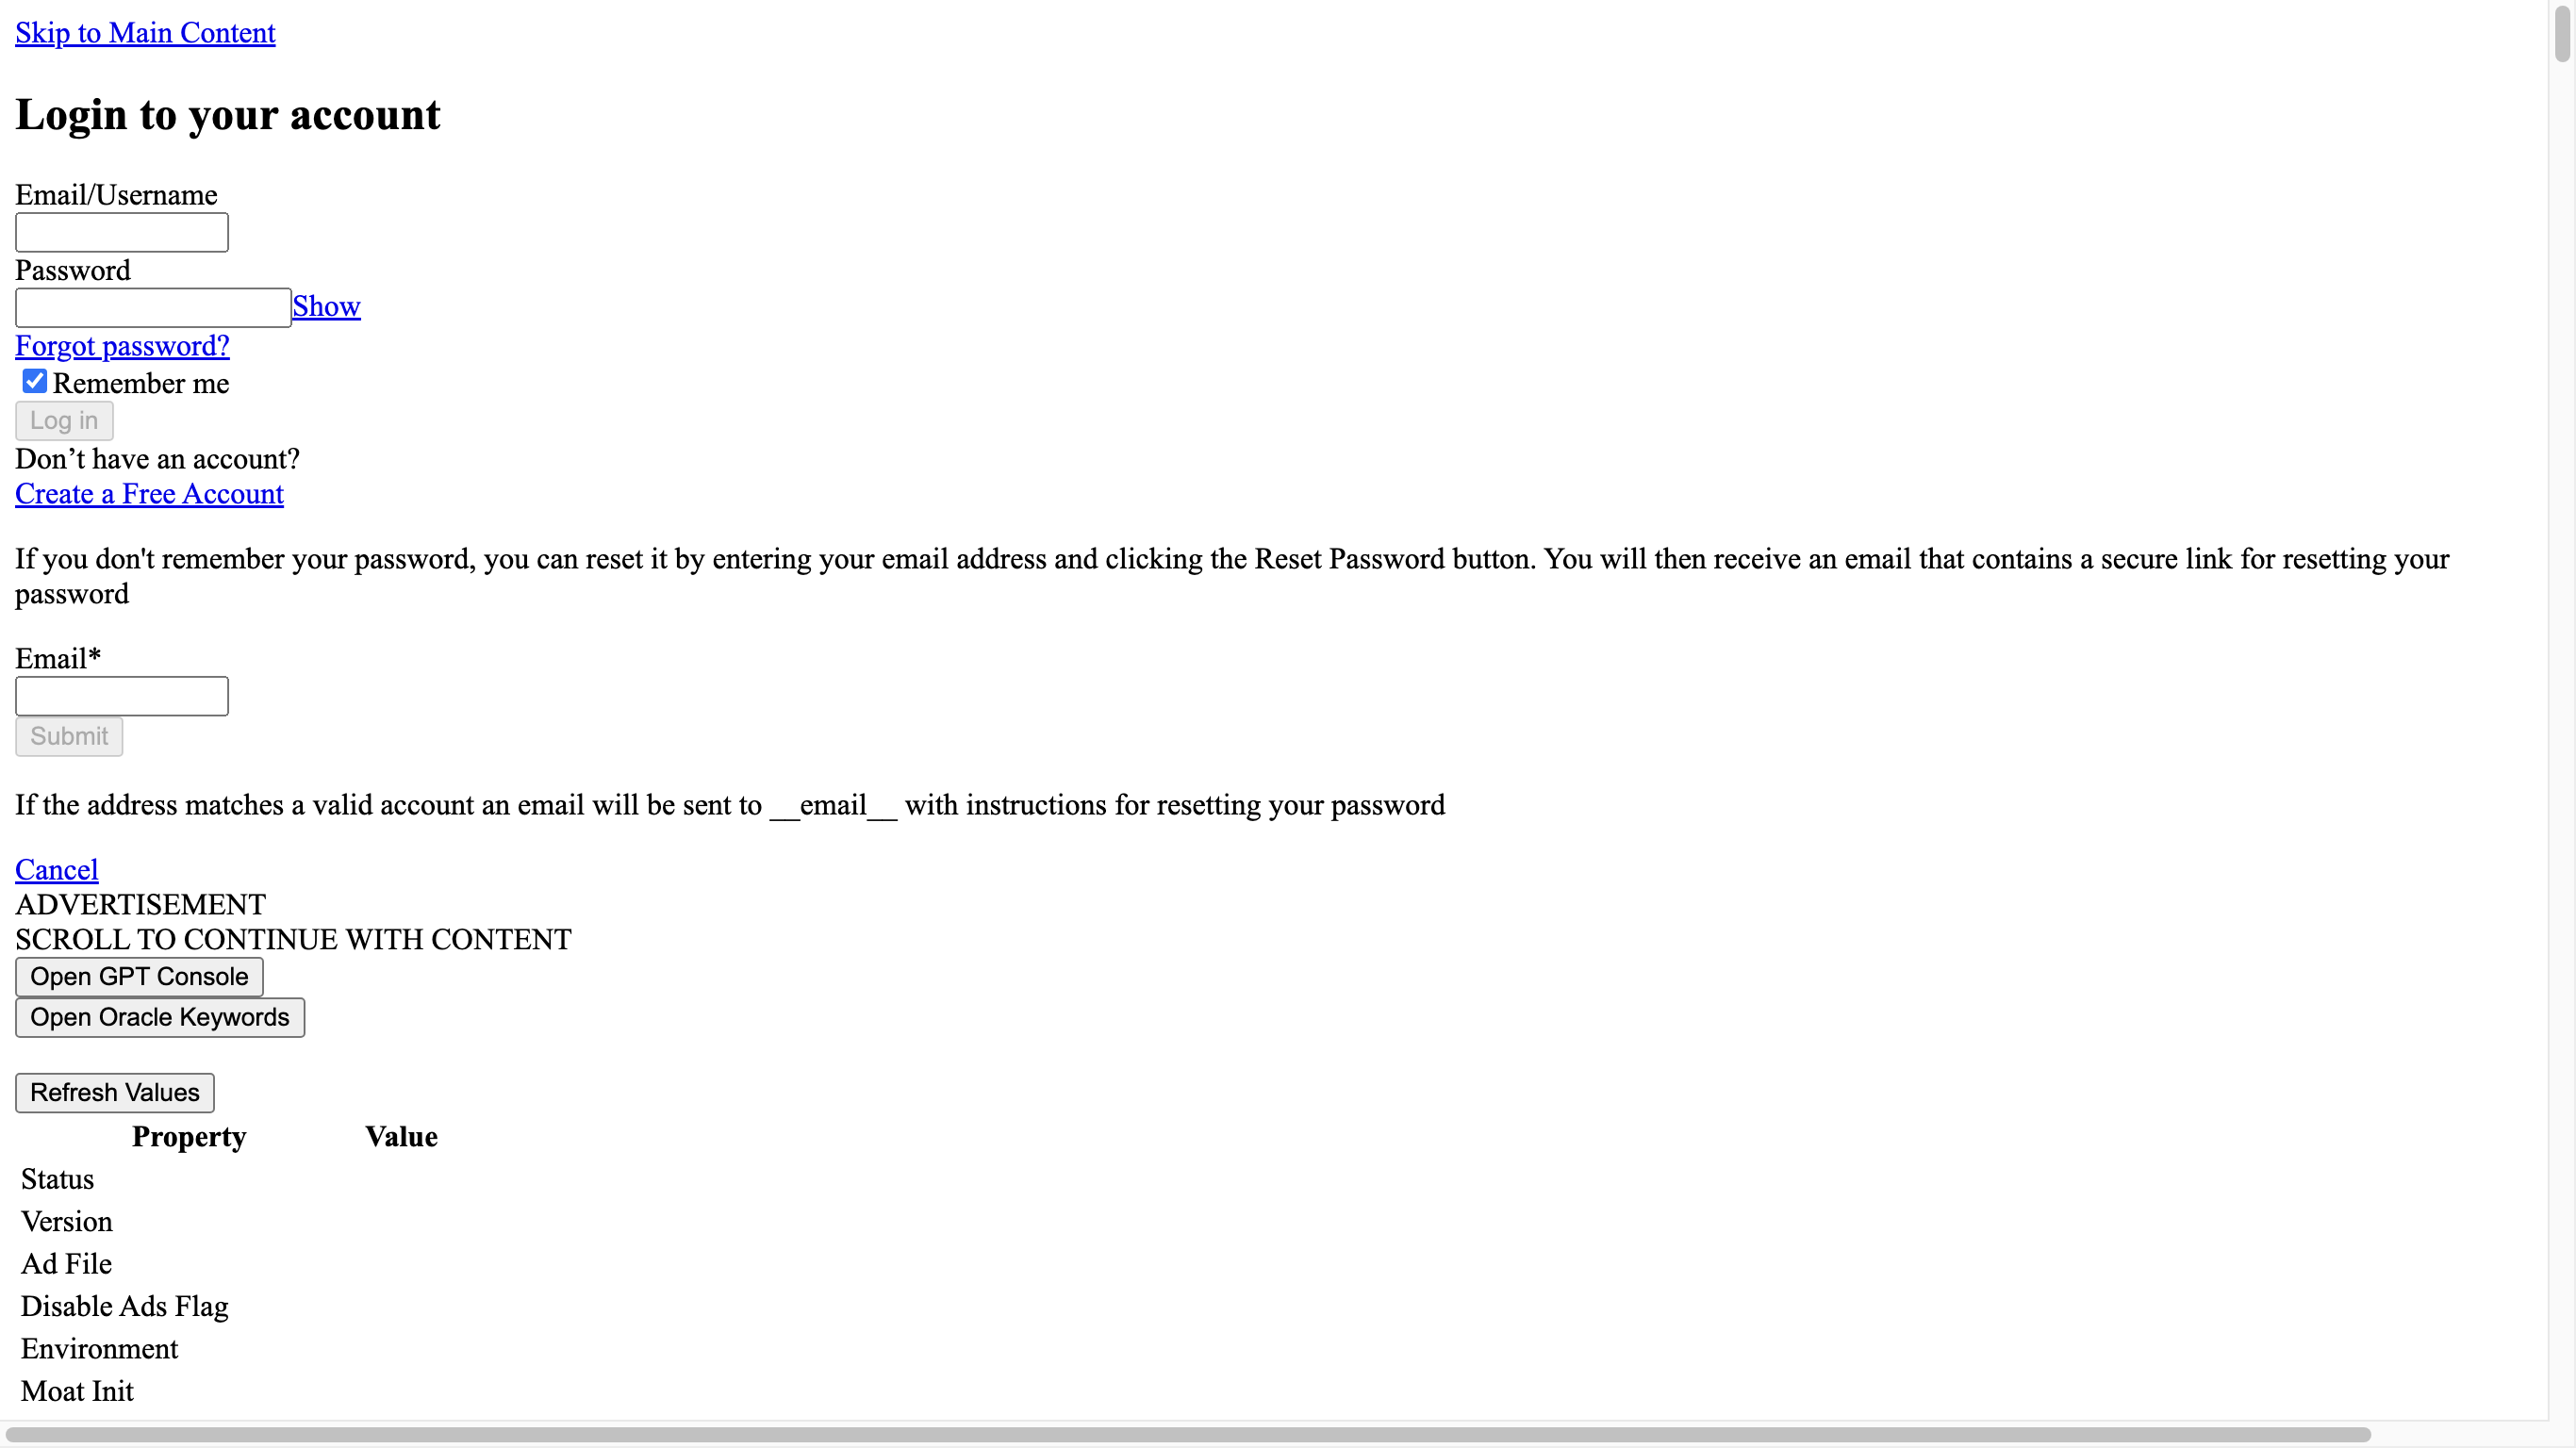 Skip to Main Content
Login to your account
Email/Username
Password
Show
Forgot password?
Remember me
Log in
Don’t have an account?
Create a Free Account
If you don't remember your password, you can reset it by entering your email address and clicking the Reset Password button. You will then receive an email that contains a secure link for resetting your
password
Email*
Submit
If the address matches a valid account an email will be sent to __email__ with instructions for resetting your password
Cancel
ADVERTISEMENT
SCROLL TO CONTINUE WITH CONTENT
Open GPT Console
Open Oracle Keywords
Refresh Values
Property Value
Status
Version
Ad File
Disable Ads Flag
Environment
Moat Init